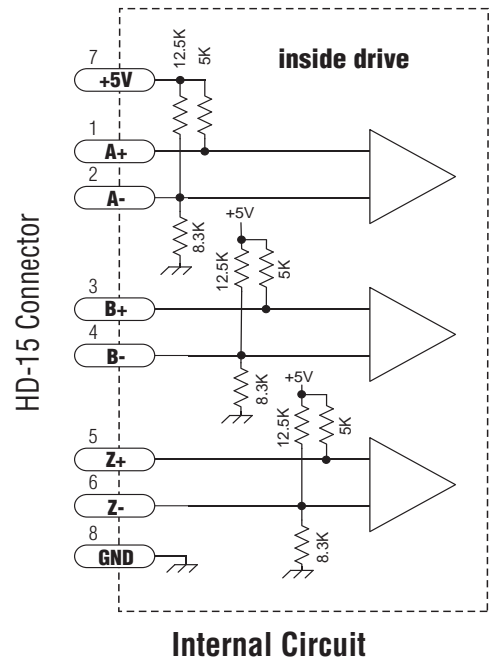 12.5K
5K
inside drive
7
+5V
1
A+
2
A-
8.3K
+5V
12.5K
5K
3
B+
4
B-
8.3K
+5V
12.5K
5K
5
Z+
6
Z-
8.3K
8
GND
HD-15 Connector
Internal Circuit